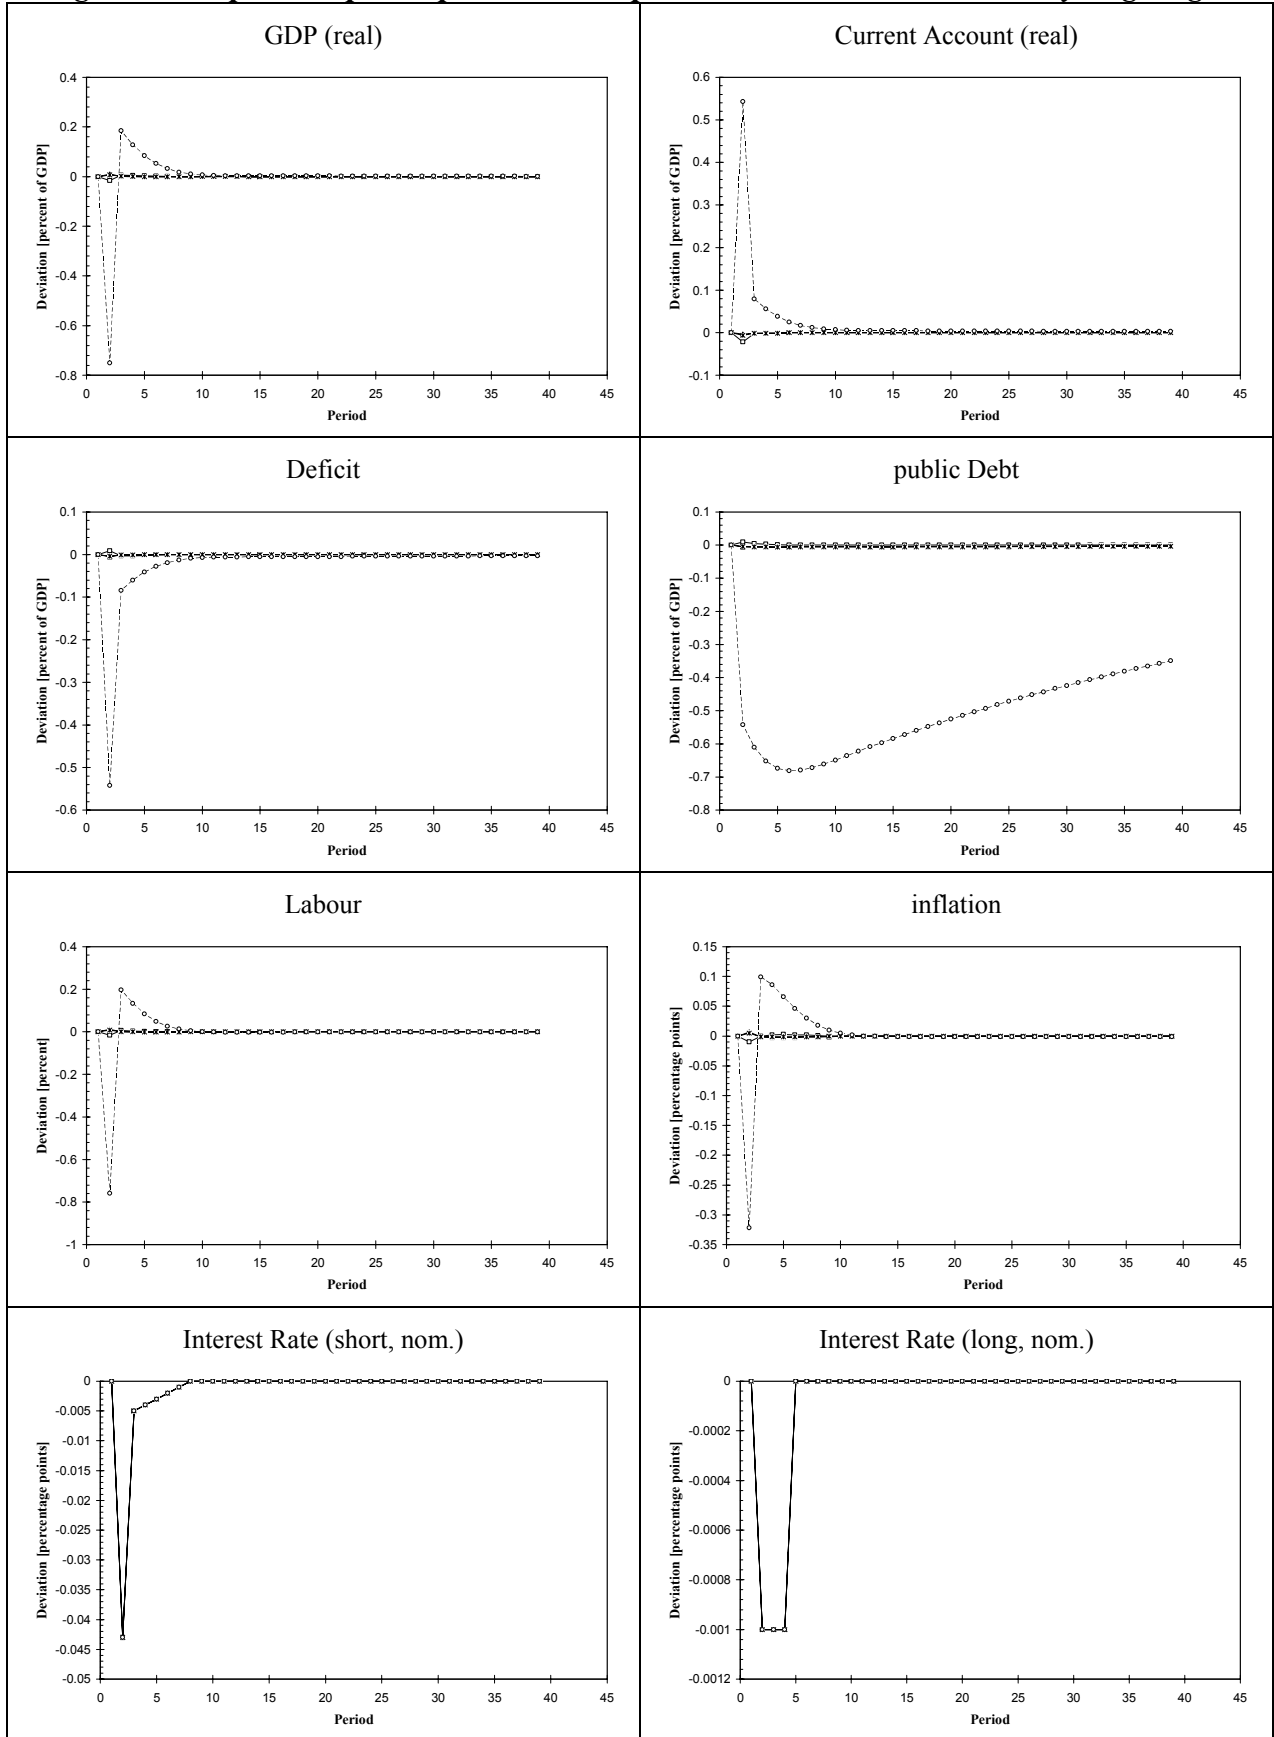 GDP (real)
0.4
0.2
0
-0.2
-0.4
-0.6
-0.8
0 5 10 15 20 25 30 35 40 45
Deviation [percent of GDP]
Period
Current Account (real)
0.6
0.5
0.4
0.3
0.2
0.1
0
-0.1
0 5 10 15 20 25 30 35 40 45
Deviation [percent of GDP]
Period
Deficit
0.1
0
-0.1
-0.2
-0.3
-0.4
-0.5
-0.6
0 5 10 15 20 25 30 35 40 45
Deviation [percent of GDP]
Period
public Debt
0.1
0
-0.1
-0.2
-0.3
-0.4
-0.5
-0.6
-0.7
-0.8
0 5 10 15 20 25 30 35 40 45
Deviation [percent of GDP]
Period
Labour
0.4
0.2
0
-0.2
-0.4
-0.6
-0.8
-1
0 5 10 15 20 25 30 35 40 45
Deviation [percent]
Period
inflation
0.15
0.1
0.05
0
-0.05
-0.1
-0.15
-0.2
-0.25
-0.3
-0.35
0 5 10 15 20 25 30 35 40 45
Deviation [percentage points]
Period
Interest Rate (short, nom.)
0
-0.005
-0.01
-0.015
-0.02
-0.025
-0.03
-0.035
-0.04
-0.045
-0.05
0 5 10 15 20 25 30 35 40 45
Deviation [percentage points]
Period
Interest Rate (long, nom.)
0
-0.0002
-0.0004
-0.0006
-0.0008
-0.001
-0.0012
0 5 10 15 20 25 30 35 40 45
Deviation [percentage points]
Period